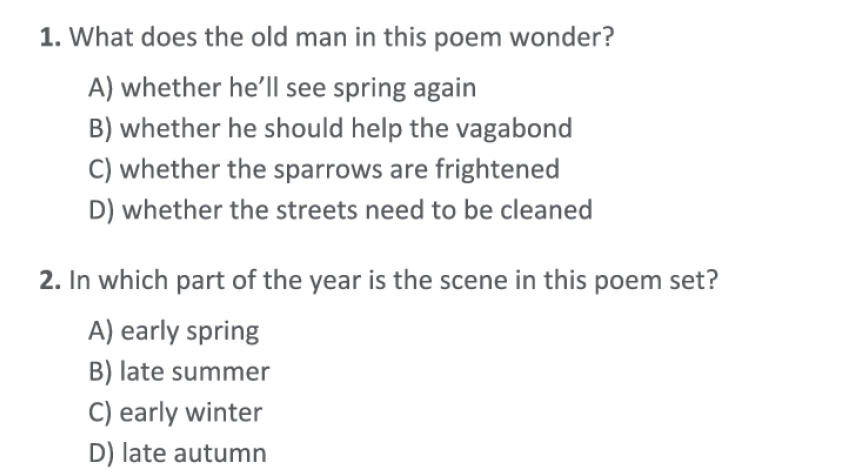 1. What does the old man in this poem wonder?
A) whether he’ll see spring again
B) whether he should help the vagabond
C) whether the sparrows are frightened
D) whether the streets need to be cleaned
2. In which part of the year is the scene in this poem set?
A) early spring
B) late summer
C) early winter
D) late autumn